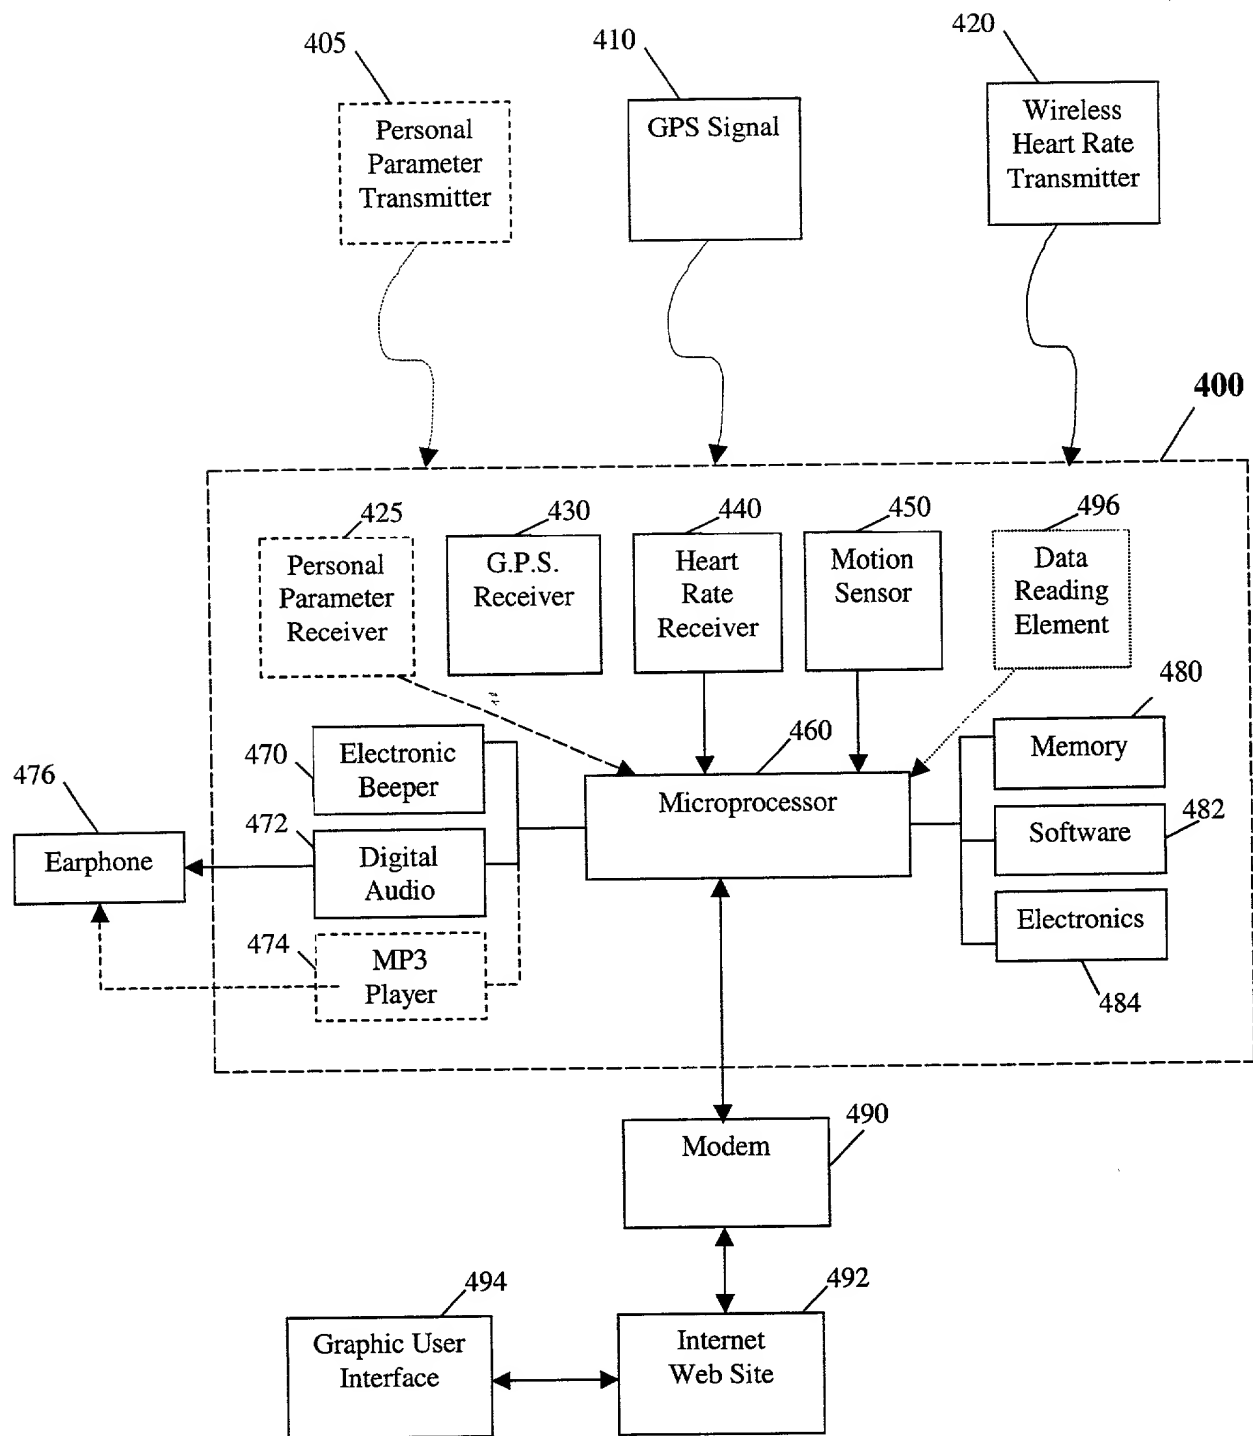 405
410
420
Personal
Parameter
Transmitter
GPS Signal
Wireless
Heart Rate
Transmitter
400
425
430
440
450
496
Personal
Parameter
Receiver
G.P.S.
Receiver
Heart
Rate
Receiver
Motion
Sensor
Data
Reading
Element
480
460
470
Electronic
Beeper
Microprocessor
Memory
476
472
482
Earphone
Digital
Audio
Software
474
MP3
Player
Electronics
484
490
Modem
494
492
Graphic User
Interface
Internet
Web Site